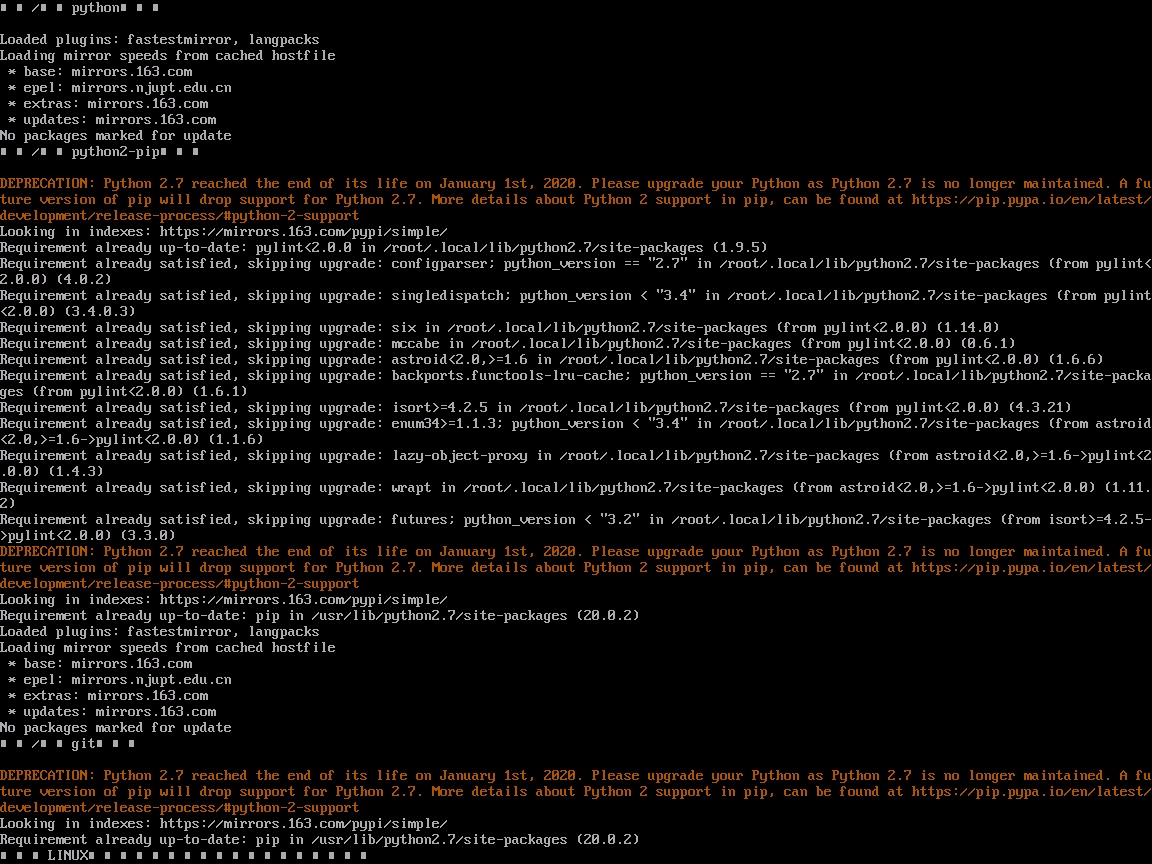 ■ ■ /■ ■ python■ ■ ■
Loaded plugins: fastestmirror, langpacks
Loading mirror speeds from cached hostfile
 * base: mirrors.163.com
 * epel: mirrors.njupt.edu.cn
 * extras: mirrors.163.com
 * updates: mirrors.163.com
No packages marked for update
■ ■ /■ ■ python2-pip■ ■ ■
DEPRECATION: Python 2.7 reached the end of its life on January 1st, 2020. Please upgrade your Python as Python 2.7 is no longer maintained. A fu
ture version of pip will drop support for Python 2.7. More details about Python 2 support in pip, can be found at https://pip.pypa.io/en/latest/
development/release-process/#python-2-support
Looking in indexes: https://mirrors.163.com/pypi/simple/
Requirement already up-to-date: pylint<2.0.0 in /root/.local/lib/python2.7/site-packages (1.9.5)
Requirement already satisfied, skipping upgrade: configparser; python_version == "2.7" in /root/.local/lib/python2.7/site-packages (from pylint<
2.0.0) (4.0.2)
Requirement already satisfied, skipping upgrade: singledispatch; python_version < "3.4" in /root/.local/lib/python2.7/site-packages (from pylint
<2.0.0) (3.4.0.3)
Requirement already satisfied, skipping upgrade: six in /root/.local/lib/python2.7/site-packages (from pylint<2.0.0) (1.14.0)
Requirement already satisfied, skipping upgrade: mccabe in /root/.local/lib/python2.7/site-packages (from pylint<2.0.0) (0.6.1)
Requirement already satisfied, skipping upgrade: astroid<2.0,>=1.6 in /root/.local/lib/python2.7/site-packages (from pylint<2.0.0) (1.6.6)
Requirement already satisfied, skipping upgrade: backports.functools-lru-cache; python_version == "2.7" in /root/.local/lib/python2.7/site-packa
ges (from pylint<2.0.0) (1.6.1)
Requirement already satisfied, skipping upgrade: isort>=4.2.5 in /root/.local/lib/python2.7/site-packages (from pylint<2.0.0) (4.3.21)
Requirement already satisfied, skipping upgrade: enum34>=1.1.3; python_version < "3.4" in /root/.local/lib/python2.7/site-packages (from astroid
<2.0,>=1.6->pylint<2.0.0) (1.1.6)
Requirement already satisfied, skipping upgrade: lazy-object-proxy in /root/.local/lib/python2.7/site-packages (from astroid<2.0,>=1.6->pylint<2
.0.0) (1.4.3)
Requirement already satisfied, skipping upgrade: wrapt in /root/.local/lib/python2.7/site-packages (from astroid<2.0,>=1.6->pylint<2.0.0) (1.11.
2)
Requirement already satisfied, skipping upgrade: futures; python_version < "3.2" in /root/.local/lib/python2.7/site-packages (from isort>=4.2.5-
>pylint<2.0.0) (3.3.0)
DEPRECATION: Python 2.7 reached the end of its life on January 1st, 2020. Please upgrade your Python as Python 2.7 is no longer maintained. A fu
ture version of pip will drop support for Python 2.7. More details about Python 2 support in pip, can be found at https://pip.pypa.io/en/latest/
development/release-process/#python-2-support
Looking in indexes: https://mirrors.163.com/pypi/simple/
Requirement already up-to-date: pip in /usr/lib/python2.7/site-packages (20.0.2)
Loaded plugins: fastestmirror, langpacks
Loading mirror speeds from cached hostfile
 * base: mirrors.163.com
 * epel: mirrors.njupt.edu.cn
 * extras: mirrors.163.com
 * updates: mirrors.163.com
No packages marked for update
■ ■ /■ ■ git■ ■ ■
DEPRECATION: Python 2.7 reached the end of its life on January 1st, 2020. Please upgrade your Python as Python 2.7 is no longer maintained. A fu
ture version of pip will drop support for Python 2.7. More details about Python 2 support in pip, can be found at https://pip.pypa.io/en/latest/
development/release-process/#python-2-support
Looking in indexes: https://mirrors.163.com/pypi/simple/
Requirement already up-to-date: pip in /usr/lib/python2.7/site-packages (20.0.2)
■ ■ ■ LINUX■ ■ ■ ■ ■ ■ ■ ■ ■ ■ ■ ■ ■ ■ ■ ■ ■ ■